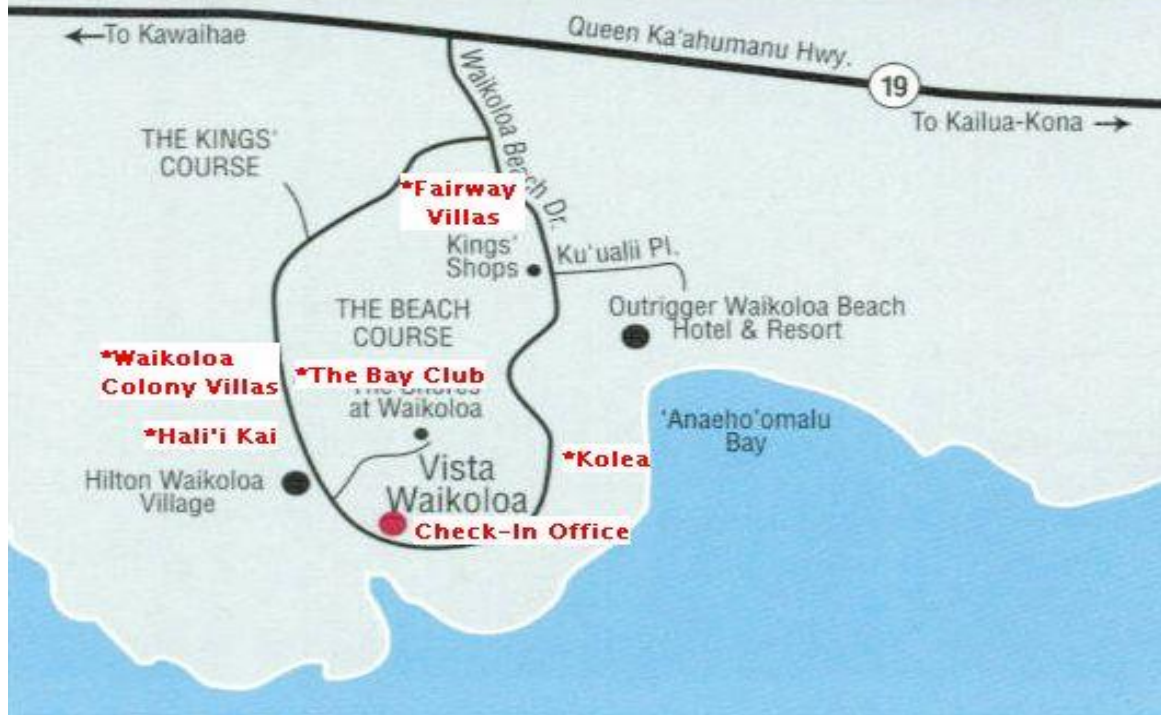 ←To Kawaihae
Queen Ka'ahumanu Hwy.
19
To Kailua-Kona →
Waikoloa Beach Dr.
THE KINGS'
COURSE
*Fairway
Villas
Kings'
Shops
Ku'ualii Pl.
THE BEACH
COURSE
Outrigger Waikoloa Beach
Hotel & Resort
*Waikoloa
Colony Villas
*The Bay Club
The Shores
at Waikoloa
'Anaeho'omalu
Bay
*Hali'i Kai
*Kolea
Hilton Waikoloa
Village
Vista
Waikoloa
Check-In Office